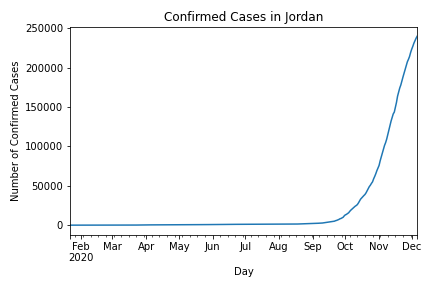 Confirmed Cases in Jordan
Number of Confirmed Cases
250000
200000
150000
100000
50000
0
Feb Mar Apr May Jun Jul Aug Sep Oct Nov Dec
2020
Day